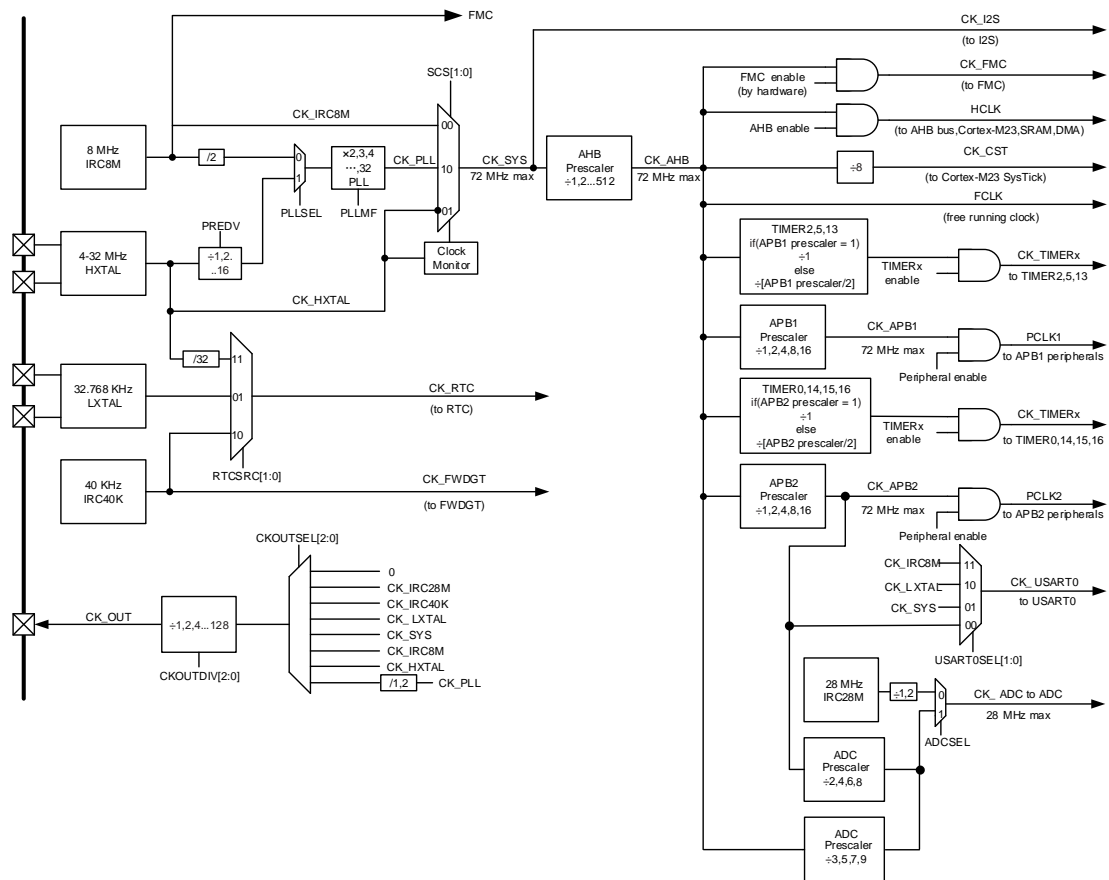 FMC
CK_I2S
(to I2S)
SCS[1:0]
FMC enable
(by hardware)
CK_FMC
(to FMC)
CK_IRC8M
00
8 MHz
IRC8M
/2
0
1
×2,3,4
…,32
PLL
CK_PLL
10
CK_SYS
72 MHz max
AHB
Prescaler
÷1,2...512
CK_AHB
72 MHz max
AHB enable
HCLK
(to AHB bus,Cortex-M23,SRAM,DMA)
÷8
CK_CST
(to Cortex-M23 SysTick)
PLLSEL
PLLMF
01
FCLK
(free running clock)
PREDV
4-32 MHz
HXTAL
÷1,2.
..16
Clock
Monitor
TIMER2,5,13
if(APB1 prescaler = 1)
÷1
else
÷[APB1 prescaler/2]
TIMERx
enable
CK_TIMERx
to TIMER2,5,13
CK_HXTAL
/32
11
APB1
Prescaler
÷1,2,4,8,16
CK_APB1
72 MHz max
Peripheral enable
PCLK1
to APB1 peripherals
32.768 KHz
LXTAL
01
CK_RTC
(to RTC)
10
TIMER0,14,15,16
if(APB2 prescaler = 1)
÷1
else
÷[APB2 prescaler/2]
TIMERx
enable
CK_TIMERx
to TIMER0,14,15,16
RTCSRC[1:0]
40 KHz
IRC40K
CK_FWDGT
(to FWDGT)
APB2
Prescaler
÷1,2,4,8,16
CK_APB2
72 MHz max
Peripheral enable
PCLK2
to APB2 peripherals
CKOUTSEL[2:0]
0
CK_IRC28M
CK_IRC40K
CK_LXTAL
CK_SYS
CK_IRC8M
CK_HXTAL
/1,2
CK_PLL
CK_OUT
÷1,2,4...128
CKOUTDIV[2:0]
CK_IRC8M
11
CK_LXTAL
10
CK_SYS
01
00
CK_USART0
to USART0
USART0SEL[1:0]
28 MHz
IRC28M
÷1,2
0
1
CK_ ADC to ADC
28 MHz max
ADCSEL
ADC
Prescaler
÷2,4,6,8
ADC
Prescaler
÷3,5,7,9